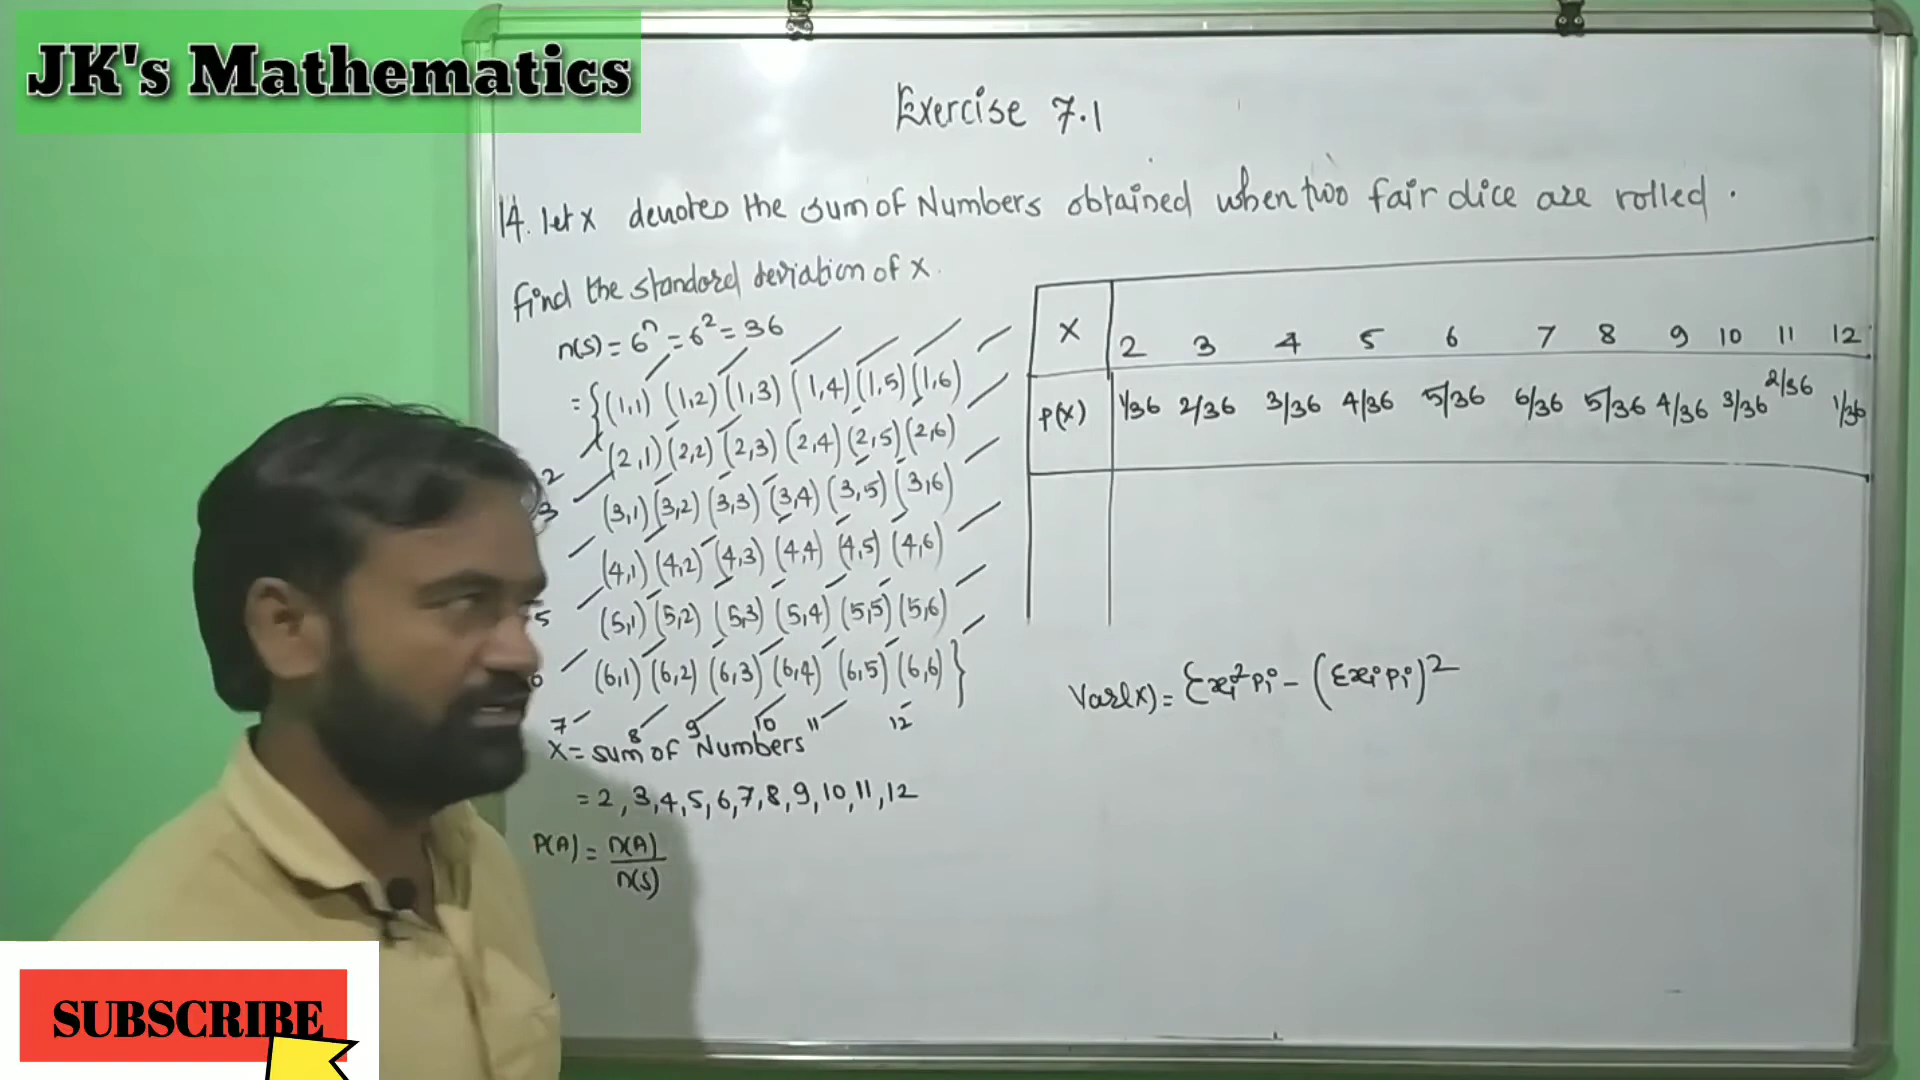 JK's Mathematics
Exercise 7.1
14. let x denotes the sum of Numbers obtained when two fair dice are rolled.
find the standard deviation of x.
n(s) = 6ⁿ = 6² = 36
= {(1,1) (1,2) (1,3) (1,4) (1,5) (1,6)
(2,1) (2,2) (2,3) (2,4) (2,5) (2,6)
2
(3,1) (3,2) (3,3) (3,4) (3,5) (3,6)
3
(4,1) (4,2) (4,3) (4,4) (4,5) (4,6)
(5,1) (5,2) (5,3) (5,4) (5,5) (5,6)
5
(6,1) (6,2) (6,3) (6,4) (6,5) (6,6)}
7 8 9 10 11 12
X = sum of Numbers
= 2, 3, 4, 5, 6, 7, 8, 9, 10, 11, 12
P(A) = n(A)
n(s)
X 2 3 4 5 6 7 8 9 10 11 12
P(X) 1/36 2/36 3/36 4/36 5/36 6/36 5/36 4/36 3/36 2/36 1/36
Var(x) = Σxi²pi - (Σxipi)²
SUBSCRIBE